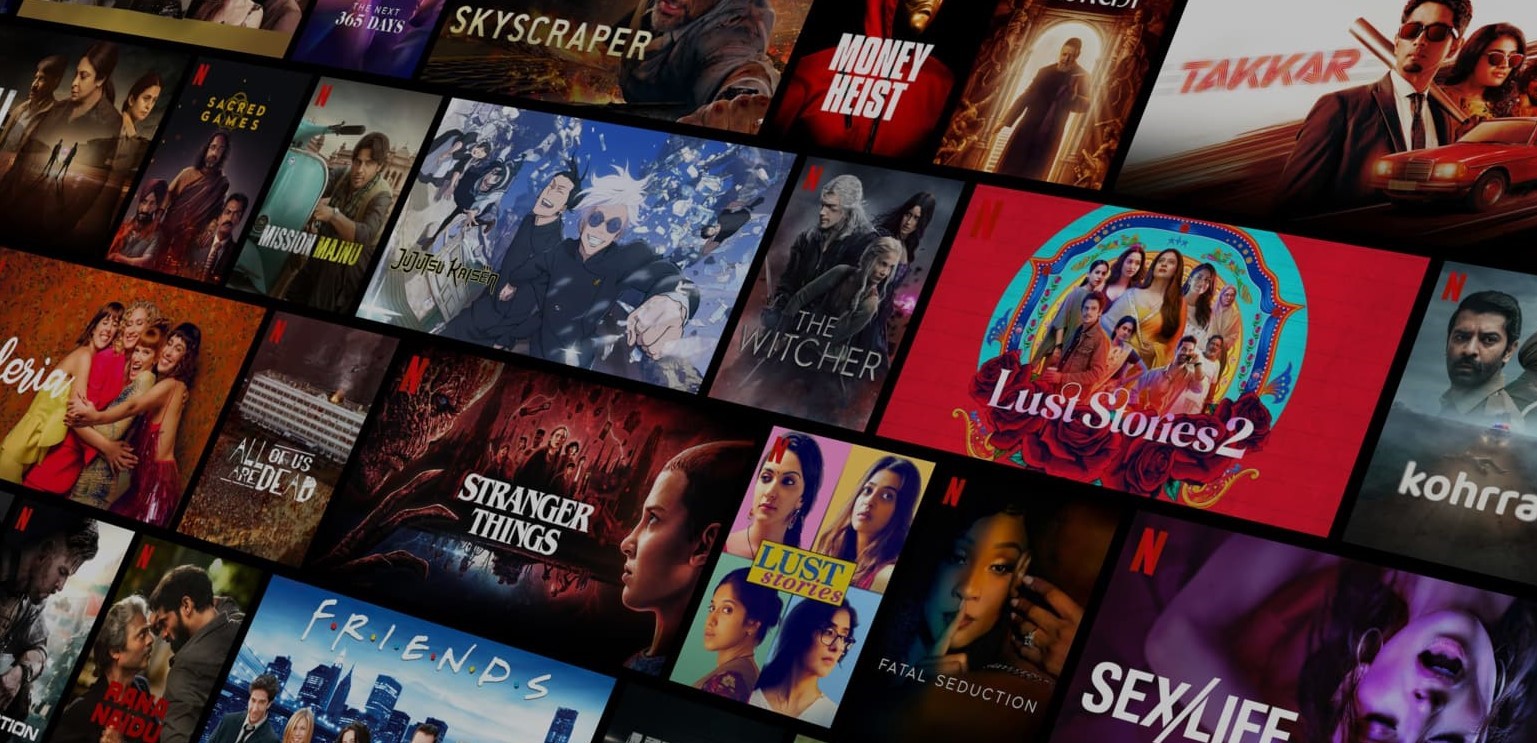 THE NEXT
365 DAYS
SKYSCRAPER
MONEY
HEIST
TAKKAR
N
SACRED
GAMES
N
MISSION MAJNU
JUJUTSU KAISEN
N
THE
WITCHER
N
Lust Stories 2
N
kohrra
leria
N
ALL OF US
ARE DEAD
N
STRANGER
THINGS
N
LUST
stories
N
FATAL SEDUCTION
N
SEX/LIFE
N
TION
N
RANA
NAIDU
F.R.I.E.N.D.S